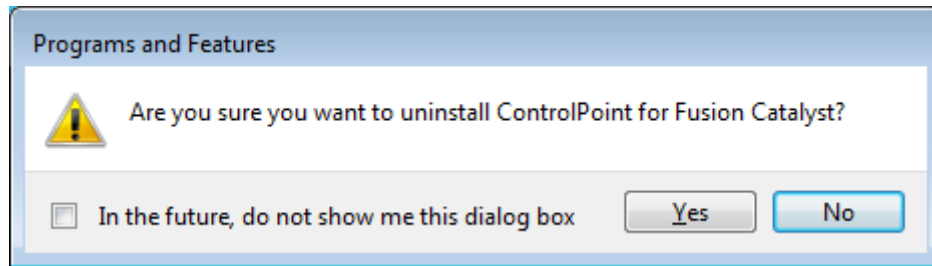 Programs and Features
Are you sure you want to uninstall ControlPoint for Fusion Catalyst?
In the future, do not show me this dialog box
Yes
No